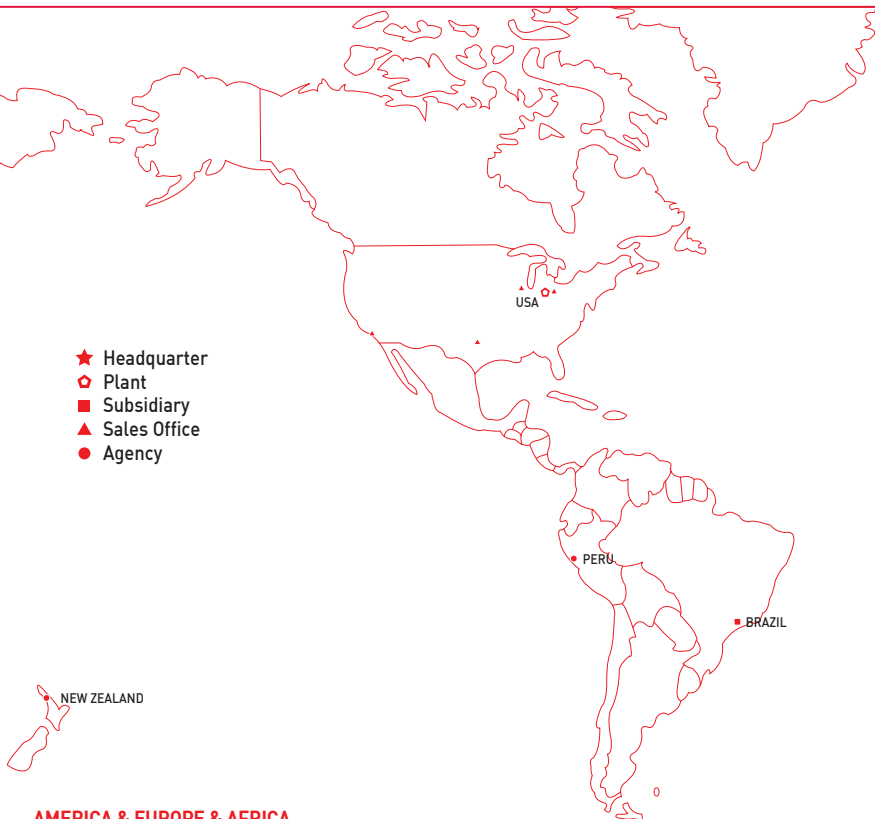 USA
Headquarter
Plant
Subsidiary
Sales Office
Agency
PERU
BRAZIL
NEW ZEALAND
AMERICA & EUROPE & AFRICA